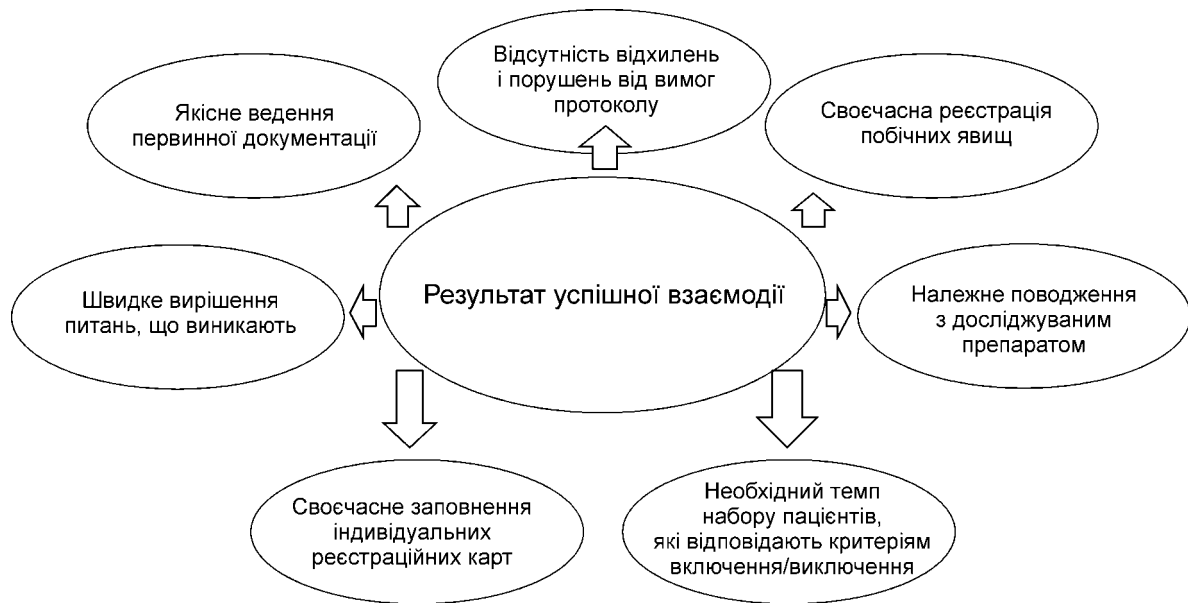 Відсутність відхилень
і порушень від вимог
протоколу
Якісне ведення
первинної документації
Своєчасна реєстрація
побічних явищ
Швидке вирішення
питань, що виникають
Результат успішної взаємодії
Належне поводження
з досліджуваним
препаратом
Своєчасне заповнення
індивідуальних
реєстраційних карт
Необхідний темп
набору пацієнтів,
які відповідають критеріям
включення/виключення